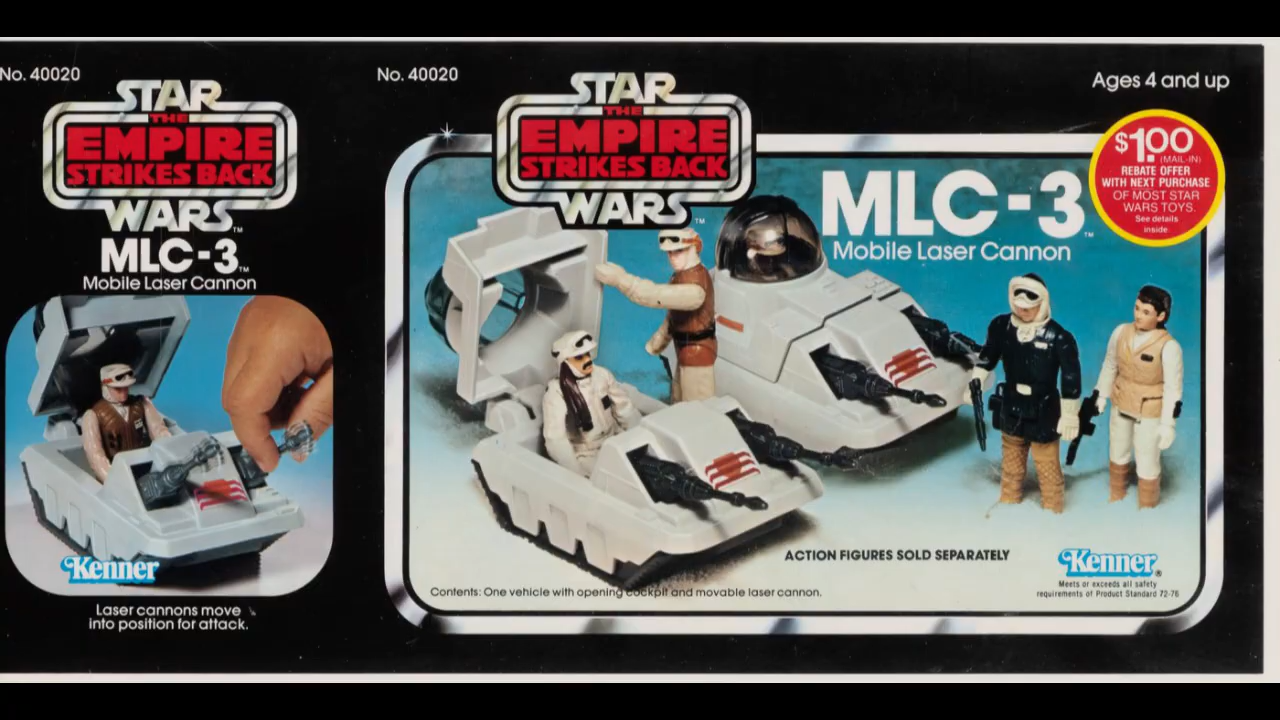 No. 40020
STAR
THE
EMPIRE
STRIKES BACK
WARS™
MLC-3™
Mobile Laser Cannon
Kenner
Laser cannons move
into position for attack.
No. 40020
STAR
THE
EMPIRE
STRIKES BACK
WARS™
Ages 4 and up
$1.00
(MAIL-IN)
REBATE OFFER
WITH NEXT PURCHASE
OF MOST STAR
WARS TOYS.
See details
inside.
MLC-3™
Mobile Laser Cannon
ACTION FIGURES SOLD SEPARATELY
Contents: One vehicle with opening cockpit and movable laser cannon.
Kenner®
Meets or exceeds all safety
requirements of Product Standard 72-76